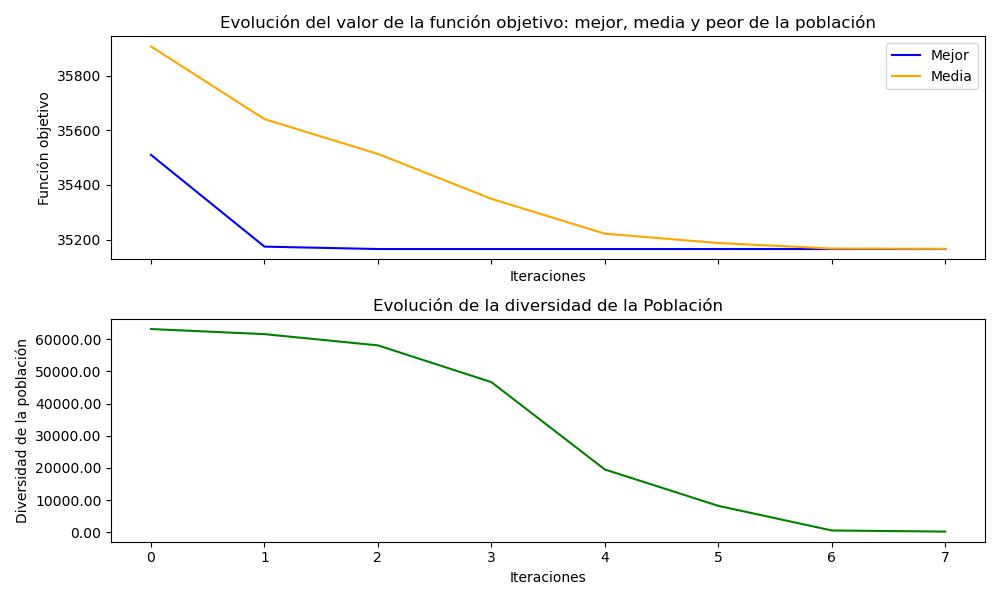 Evolución del valor de la función objetivo: mejor, media y peor de la población
Mejor
Media
Función objetivo
35800
35600
35400
35200
Iteraciones
Evolución de la diversidad de la Población
Diversidad de la población
60000.00
50000.00
40000.00
30000.00
20000.00
10000.00
0.00
0 1 2 3 4 5 6 7
Iteraciones